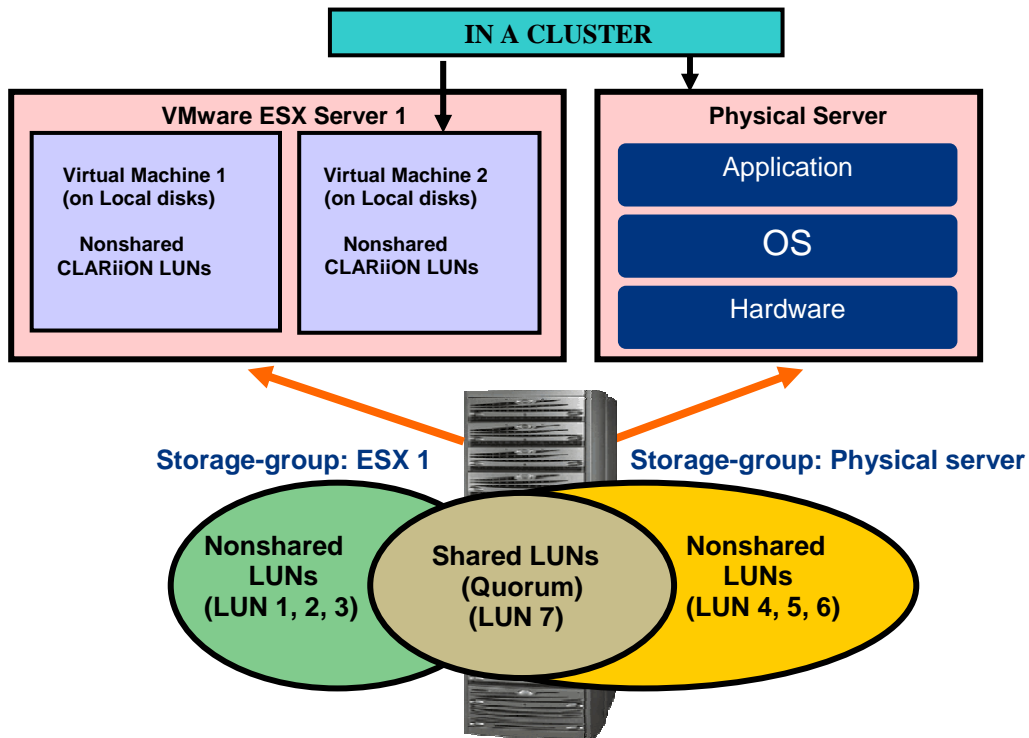 IN A CLUSTER
VMware ESX Server 1
Virtual Machine 1
(on Local disks)
Nonshared
CLARiiON LUNs
Virtual Machine 2
(on Local disks)
Nonshared
CLARiiON LUNs
Physical Server
Application
OS
Hardware
Storage-group: ESX 1
Storage-group: Physical server
Nonshared
LUNs
(LUN 1, 2, 3)
Shared LUNs
(Quorum)
(LUN 7)
Nonshared
LUNs
(LUN 4, 5, 6)